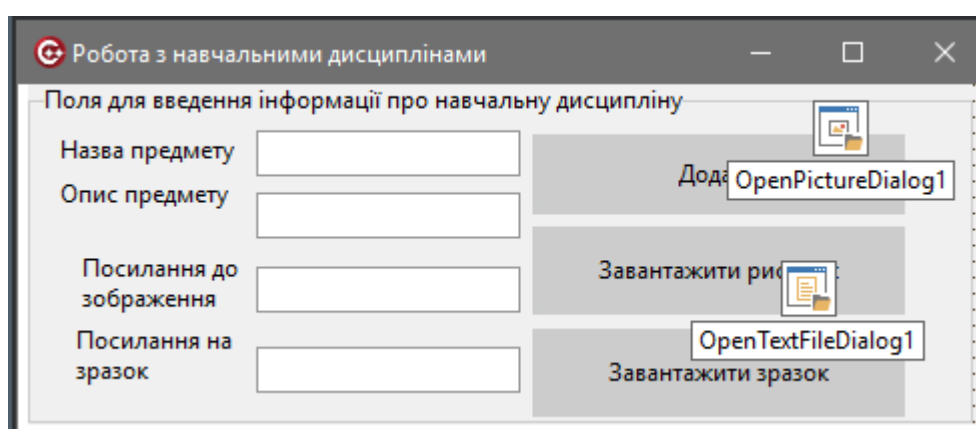 Робота з навчальними дисциплінами
Поля для введення інформації про навчальну дисципліну
Назва предмету
Опис предмету
OpenPictureDialog1
Посилання до
зображення
Завантажити
OpenTextFileDialog1
Посилання на
зразок
Завантажити зразок